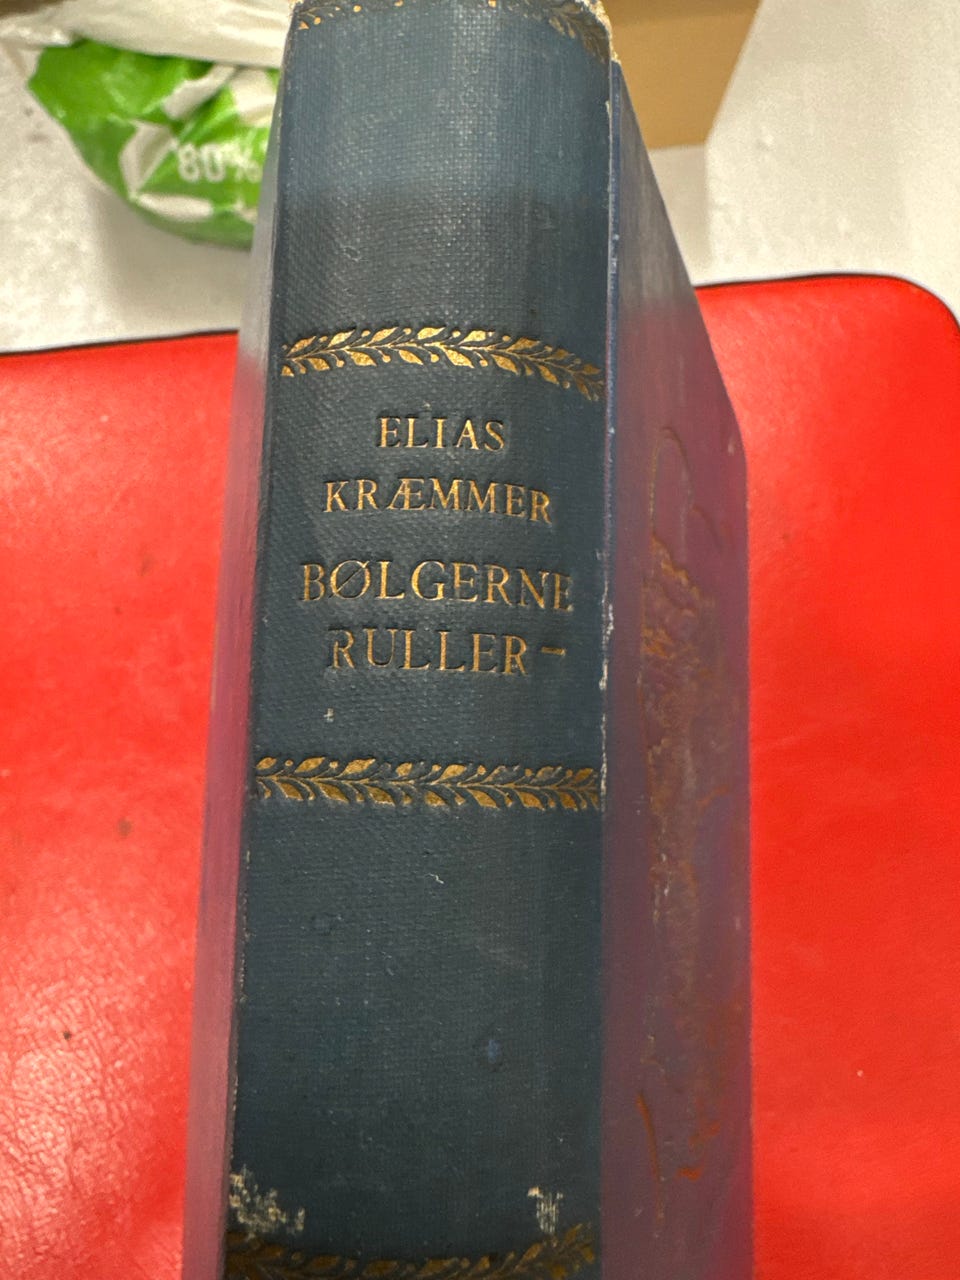 80%
ELIAS
KRÆMMER
BØLGERNE
RULLER-